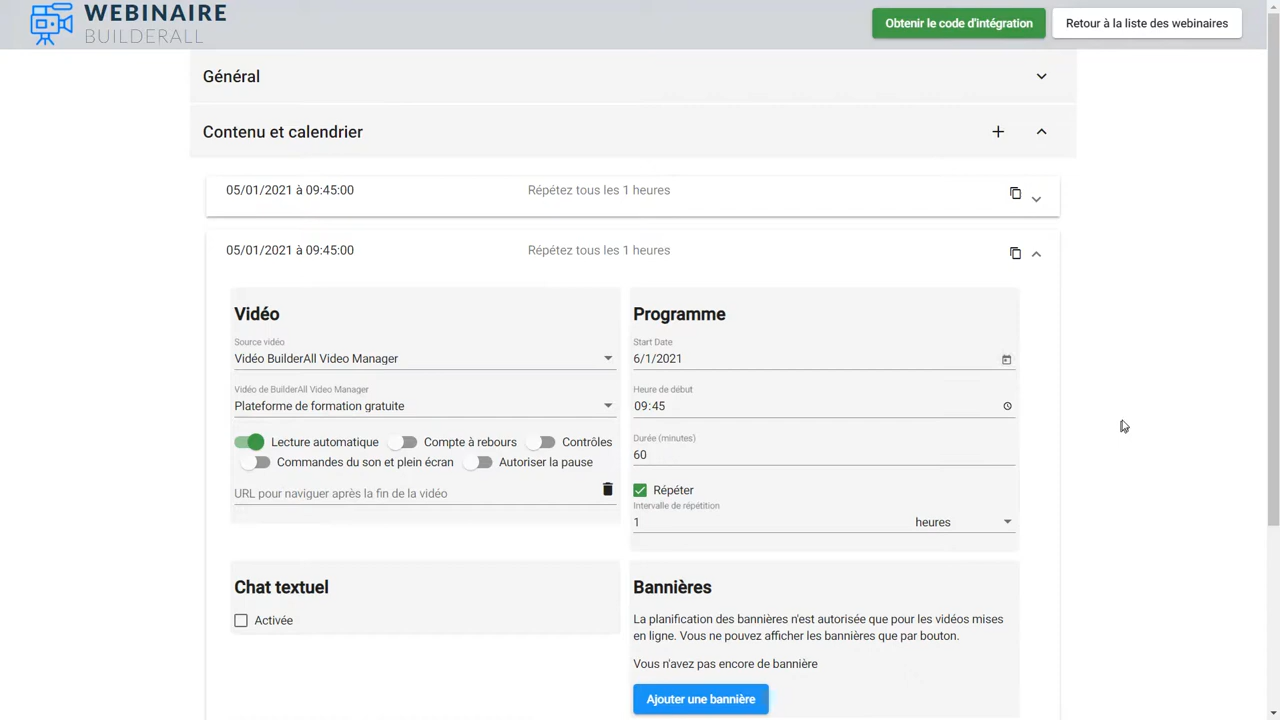 WEBINAIRE
BUILDERALL
Obtenir le code d'intégration
Retour à la liste des webinaires
Général
Contenu et calendrier
05/01/2021 à 09:45:00
Répétez tous les 1 heures
05/01/2021 à 09:45:00
Répétez tous les 1 heures
Vidéo
Source vidéo
Vidéo BuilderAll Video Manager
Vidéo de BuilderAll Video Manager
Plateforme de formation gratuite
Lecture automatique
Compte à rebours
Contrôles
Commandes du son et plein écran
Autoriser la pause
URL pour naviguer après la fin de la vidéo
Programme
Start Date
6/1/2021
Heure de début
09:45
Durée (minutes)
60
Répéter
Intervalle de répétition
1
heures
Chat textuel
Activée
Bannières
La planification des bannières n'est autorisée que pour les vidéos mises
en ligne. Vous ne pouvez afficher les bannières que par bouton.
Vous n'avez pas encore de bannière
Ajouter une bannière